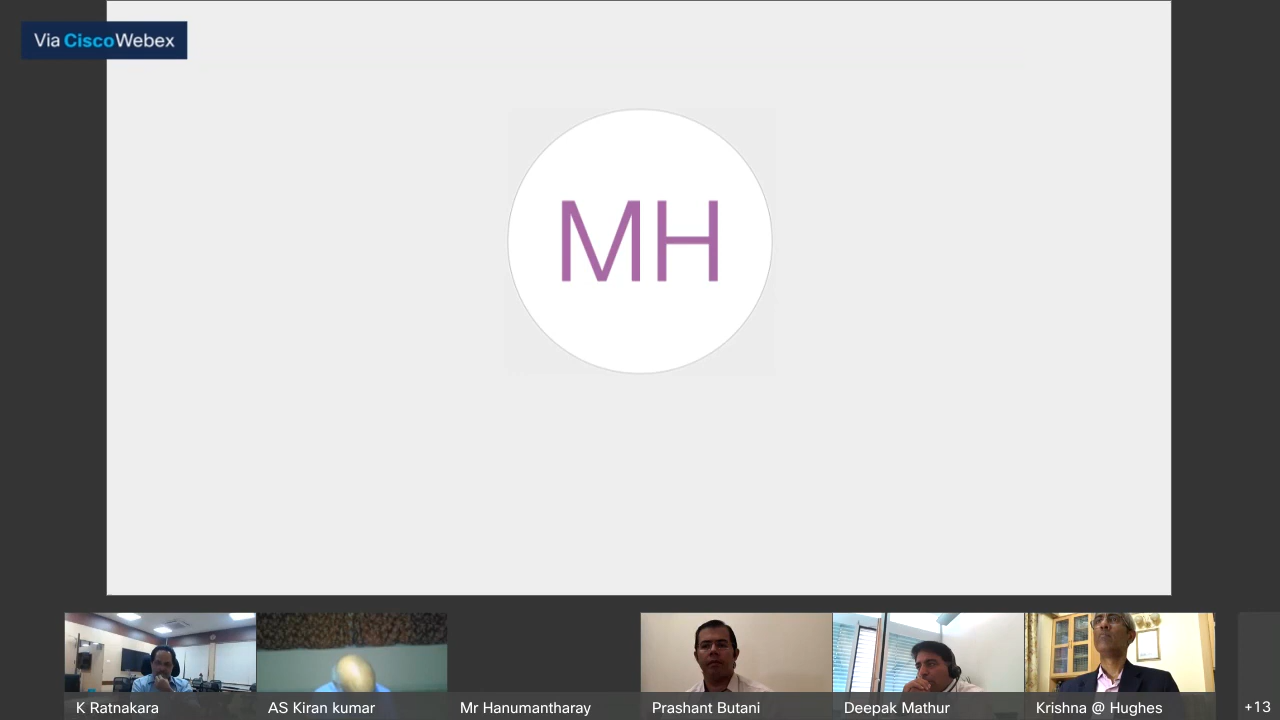 Via CiscoWebex
MH
K Ratnakara
AS Kiran kumar
Mr Hanumantharay
Prashant Butani
Deepak Mathur
Krishna @ Hughes
+13